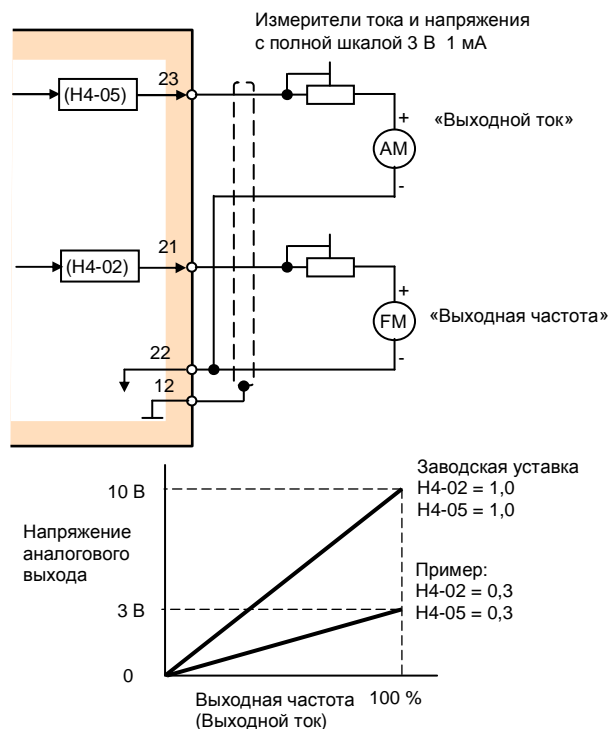 Измерители тока и напряжения
с полной шкалой 3 В 1 мА
23
(H4-05)
+
AM
-
«Выходной ток»
21
(H4-02)
+
FM
-
«Выходная частота»
22
12
Заводская уставка
H4-02 = 1,0
H4-05 = 1,0
10 В
Напряжение
аналогового
выхода
Пример:
H4-02 = 0,3
H4-05 = 0,3
3 В
0
Выходная частота
(Выходной ток)
100 %